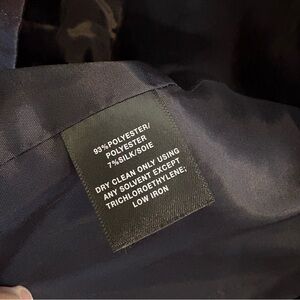 93%POLYESTER/
POLYESTER
7%SILK/SOIE
DRY CLEAN ONLY USING
ANY SOLVENT EXCEPT
TRICHLOROETHYLENE;
LOW IRON